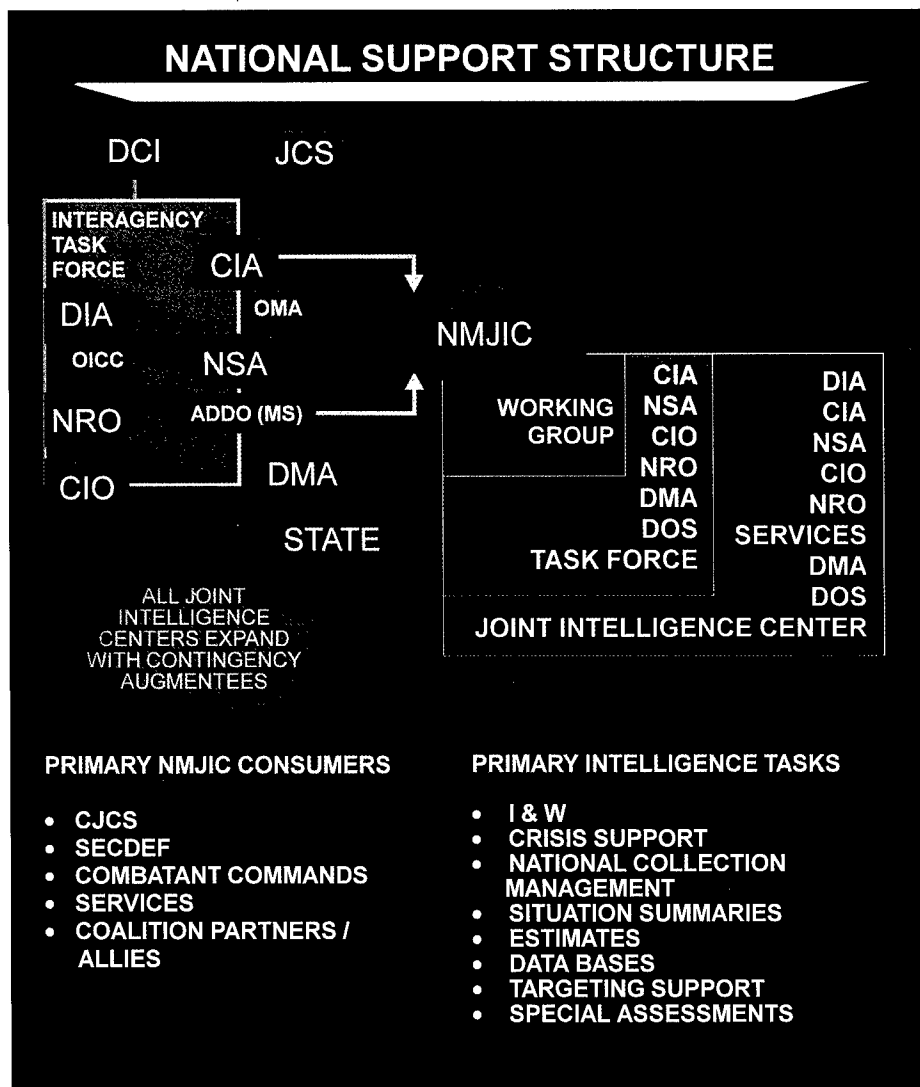 NATIONAL SUPPORT STRUCTURE
DCI
JCS
INTERAGENCY
TASK
FORCE
CIA
DIA
OMA
OICC
NSA
NRO
ADDO (MS)
CIO
DMA
STATE
NMJIC
WORKING
GROUP
CIA
NSA
CIO
NRO
DMA
DOS
TASK FORCE
DIA
CIA
NSA
CIO
NRO
SERVICES
DMA
DOS
JOINT INTELLIGENCE CENTER
ALL JOINT
INTELLIGENCE
CENTERS EXPAND
WITH CONTINGENCY
AUGMENTEES
PRIMARY NMJIC CONSUMERS
• CJCS
• SECDEF
• COMBATANT COMMANDS
• SERVICES
• COALITION PARTNERS /
ALLIES
PRIMARY INTELLIGENCE TASKS
• I & W
• CRISIS SUPPORT
• NATIONAL COLLECTION
MANAGEMENT
• SITUATION SUMMARIES
• ESTIMATES
• DATA BASES
• TARGETING SUPPORT
• SPECIAL ASSESSMENTS